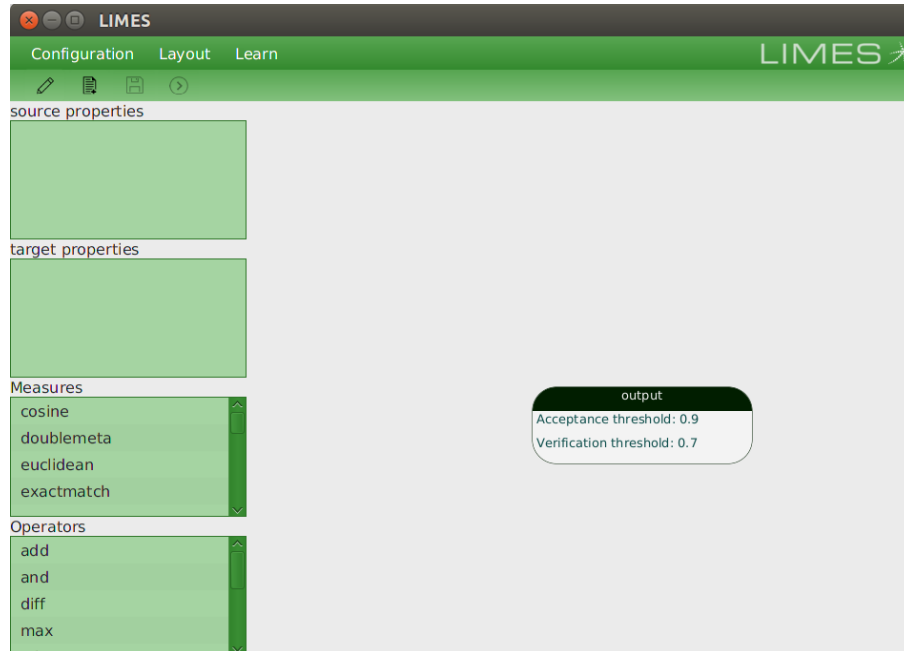 LIMES
Configuration Layout Learn
LIMES
source properties
target properties
Measures
cosine
doublemeta
euclidean
exactmatch
output
Acceptance threshold: 0.9
Verification threshold: 0.7
Operators
add
and
diff
max